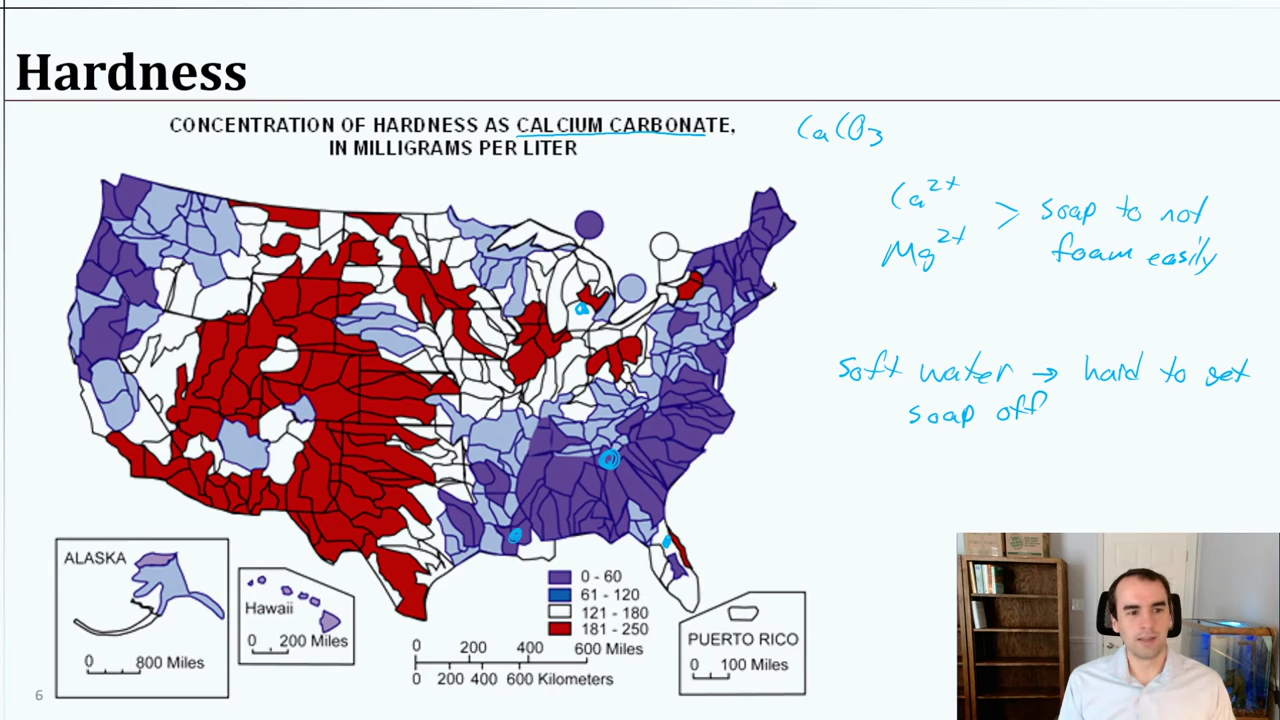 Hardness
CONCENTRATION OF HARDNESS AS CALCIUM CARBONATE,
IN MILLIGRAMS PER LITER
CaCO3
Ca2+
Mg2+
> soap to not
foam easily
soft water → hard to get
soap off
ALASKA
0 800 Miles
Hawaii
0 200 Miles
0 - 60
61 - 120
121 - 180
181 - 250
0 200 400 600 Miles
0 200 400 600 Kilometers
PUERTO RICO
0 100 Miles
6